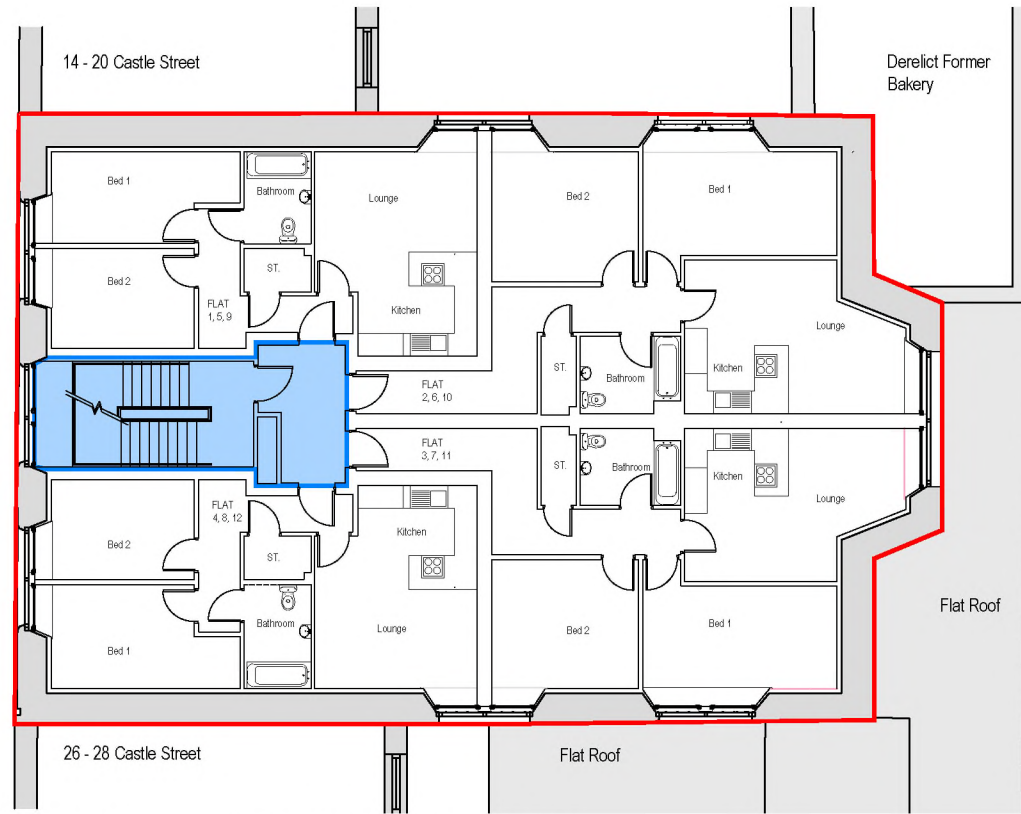 14 - 20 Castle Street
Derelict Former
Bakery
Bed 1
Bathroom
Lounge
Bed 2
Bed 1
Bed 2
ST.
FLAT
1, 5, 9
Kitchen
Lounge
Kitchen
ST.
Bathroom
FLAT
2, 6, 10
FLAT
3, 7, 11
ST.
Bathroom
Kitchen
Lounge
FLAT
4, 8, 12
Kitchen
Bed 2
ST.
Bathroom
Lounge
Bed 2
Bed 1
Bed 1
Flat Roof
26 - 28 Castle Street
Flat Roof